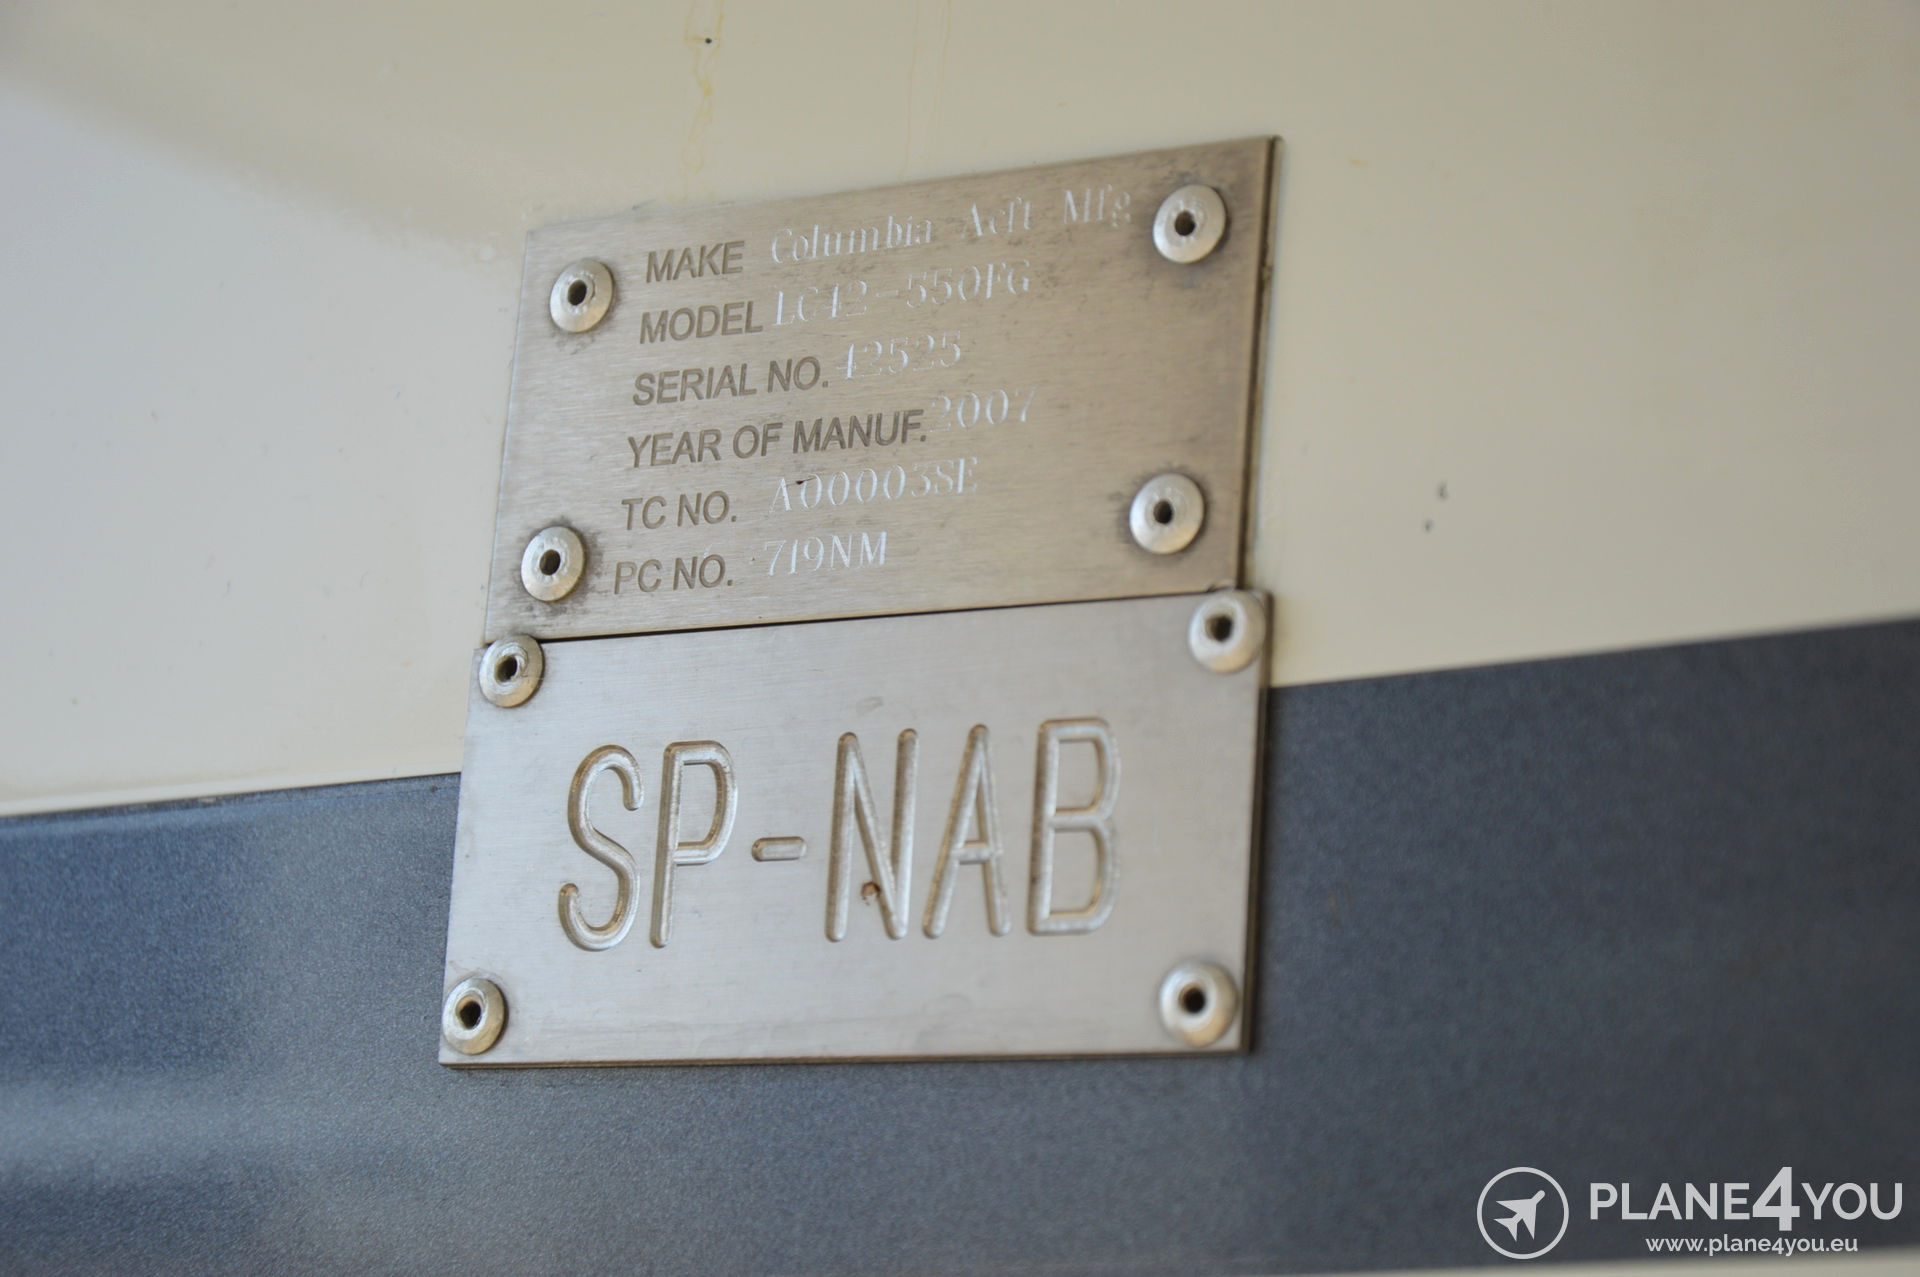 MAKE Columbia Acft Mfg
MODEL LC42-550FG
SERIAL NO. 42525
YEAR OF MANUF. 2007
TC NO. A00003SE
PC NO. 719NM
SP-NAB
PLANE4YOU
www.plane4you.eu